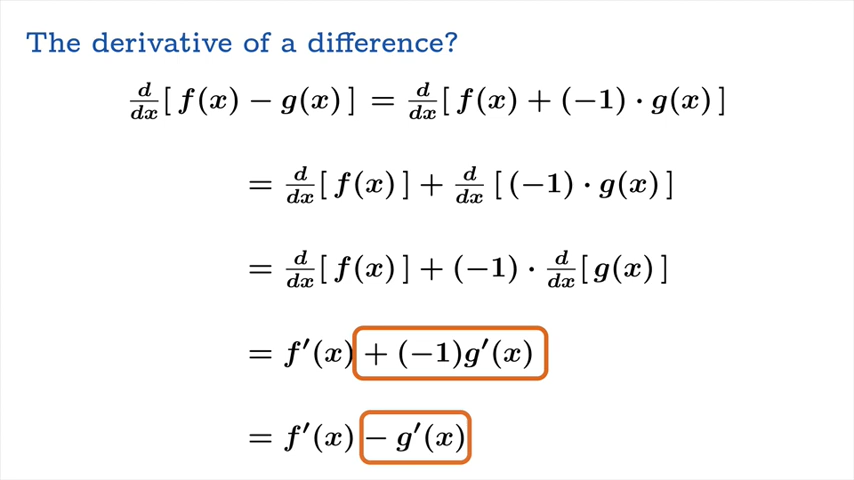 The derivative of a difference?
d/dx [ f(x) − g(x) ] = d/dx [ f(x) + (−1) · g(x) ]
= d/dx [ f(x) ] + d/dx [ (−1) · g(x) ]
= d/dx [ f(x) ] + (−1) · d/dx [ g(x) ]
= f′(x) + (−1)g′(x)
= f′(x) − g′(x)